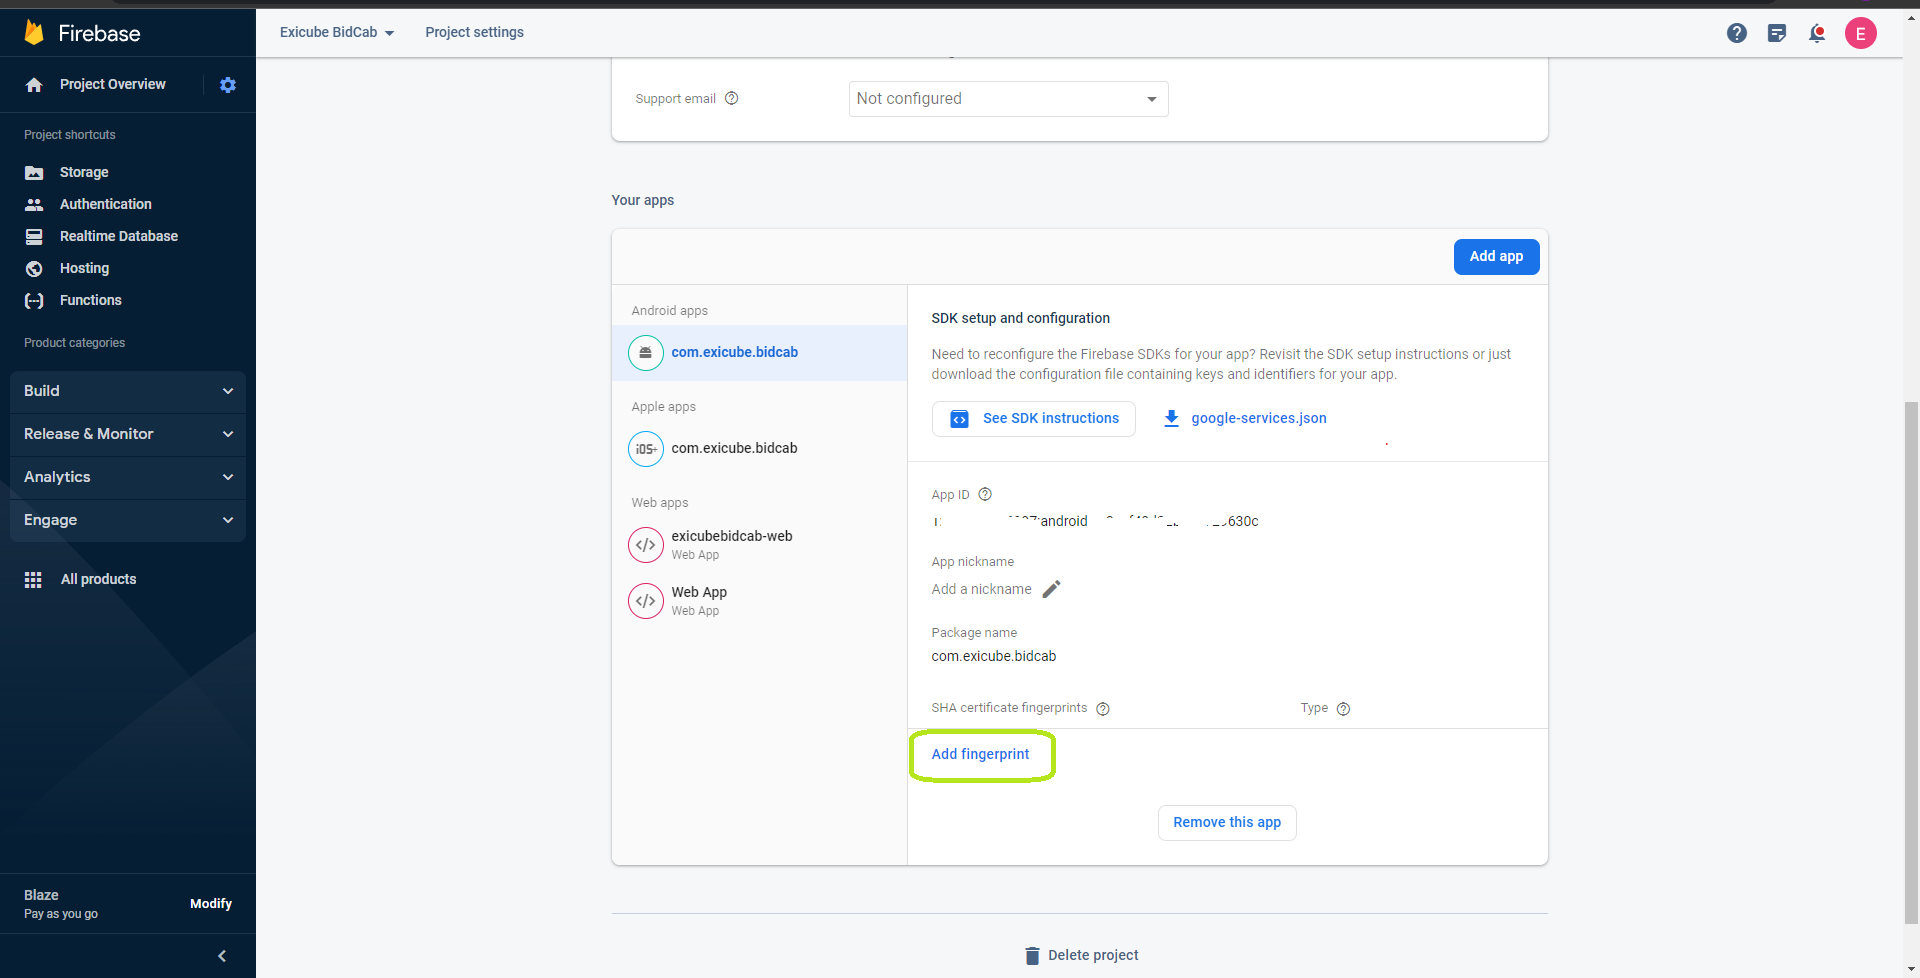 Firebase
Exicube BidCab
Project settings
E
Project Overview
Project shortcuts
Storage
Authentication
Realtime Database
Hosting
Functions
Product categories
Build
Release & Monitor
Analytics
Engage
All products
Blaze
Pay as you go
Modify
Support email
Not configured
Your apps
Add app
Android apps
com.exicube.bidcab
Apple apps
iOS+
com.exicube.bidcab
Web apps
exicubebidcab-web
Web App
Web App
Web App
SDK setup and configuration
Need to reconfigure the Firebase SDKs for your app? Revisit the SDK setup instructions or just
download the configuration file containing keys and identifiers for your app.
See SDK instructions
google-services.json
App ID
android
App nickname
Add a nickname
Package name
com.exicube.bidcab
SHA certificate fingerprints
Type
Add fingerprint
Remove this app
Delete project